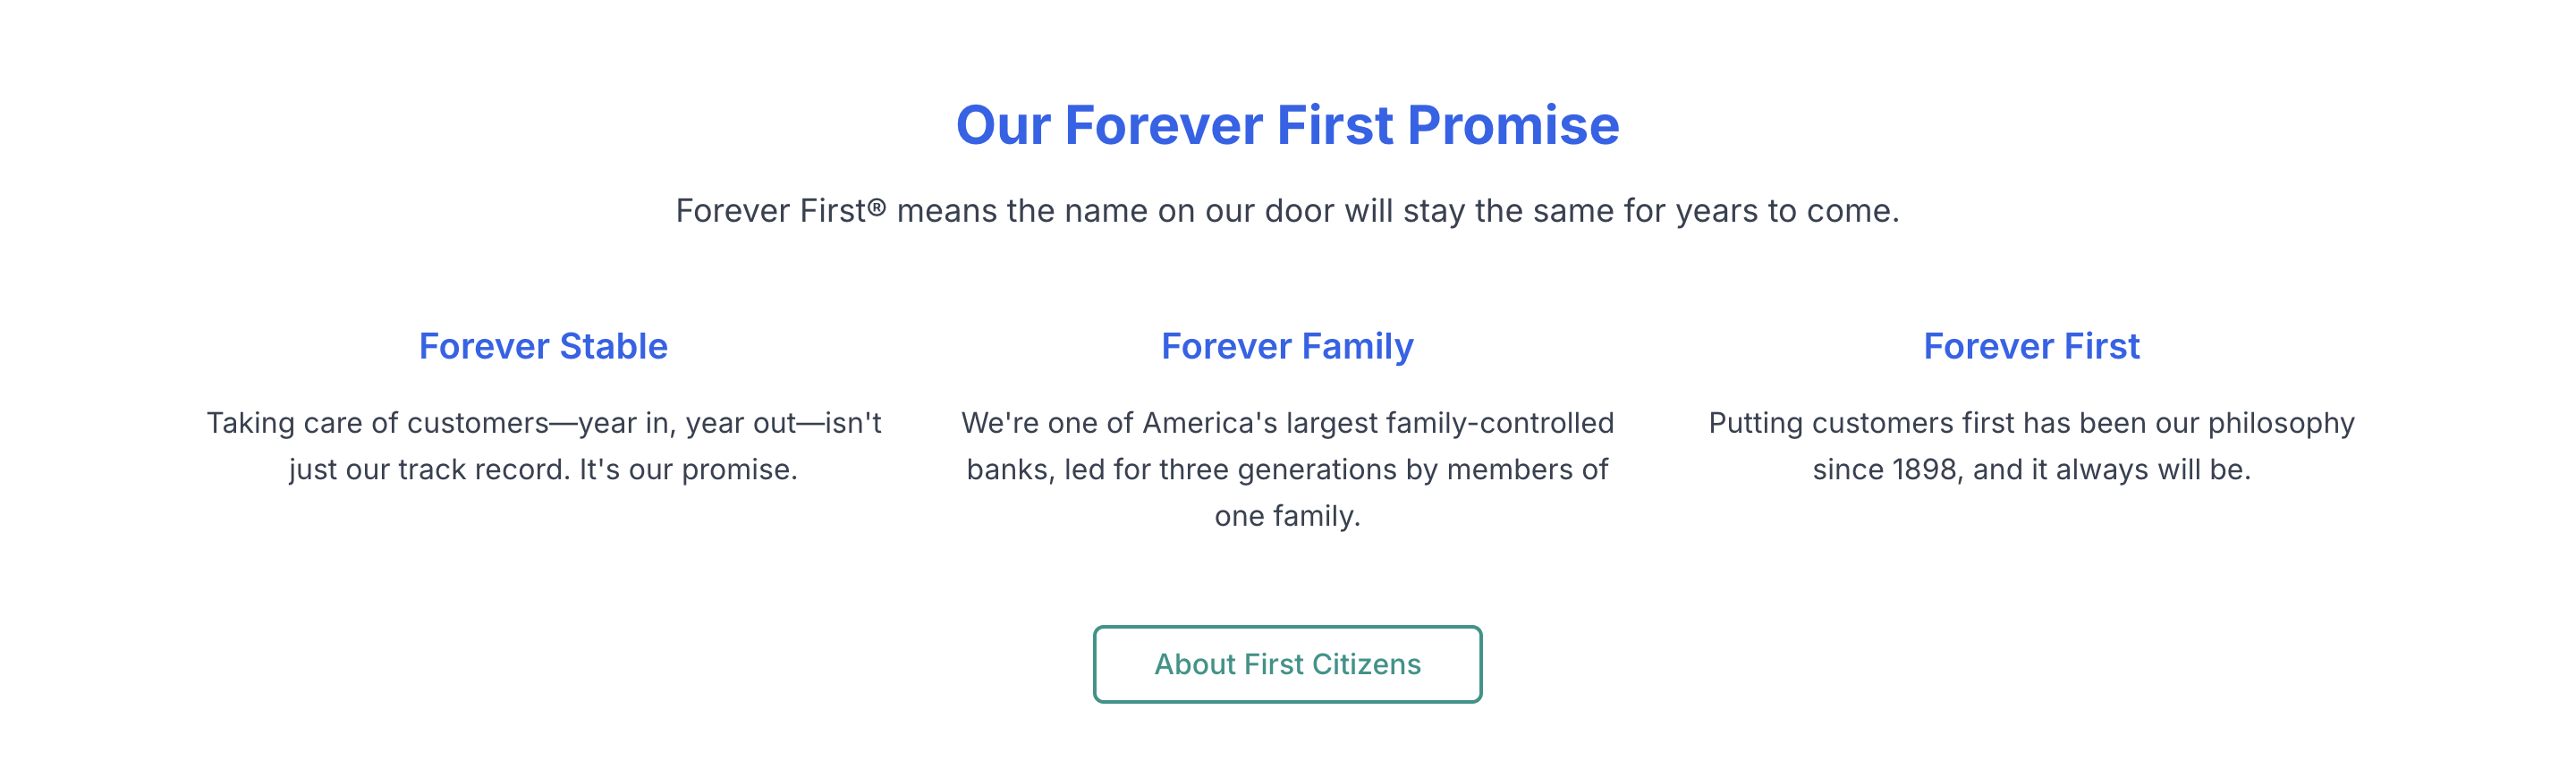 Our Forever First Promise
Forever First® means the name on our door will stay the same for years to come.
Forever Stable
Taking care of customers—year in, year out—isn't
just our track record. It's our promise.
Forever Family
We're one of America's largest family-controlled
banks, led for three generations by members of
one family.
Forever First
Putting customers first has been our philosophy
since 1898, and it always will be.
About First Citizens